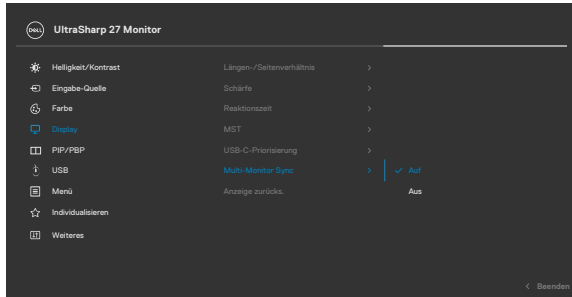 DELL UltraSharp 27 Monitor
Helligkeit/Kontrast Längen-/Seitenverhältnis
Eingabe-Quelle Schärfe
Farbe Reaktionszeit
Display MST
PIP/PBP USB-C-Priorisierung
USB Multi-Monitor Sync Auf
Menü Anzeige zurücks. Aus
Individualisieren
Weiteres
Beenden